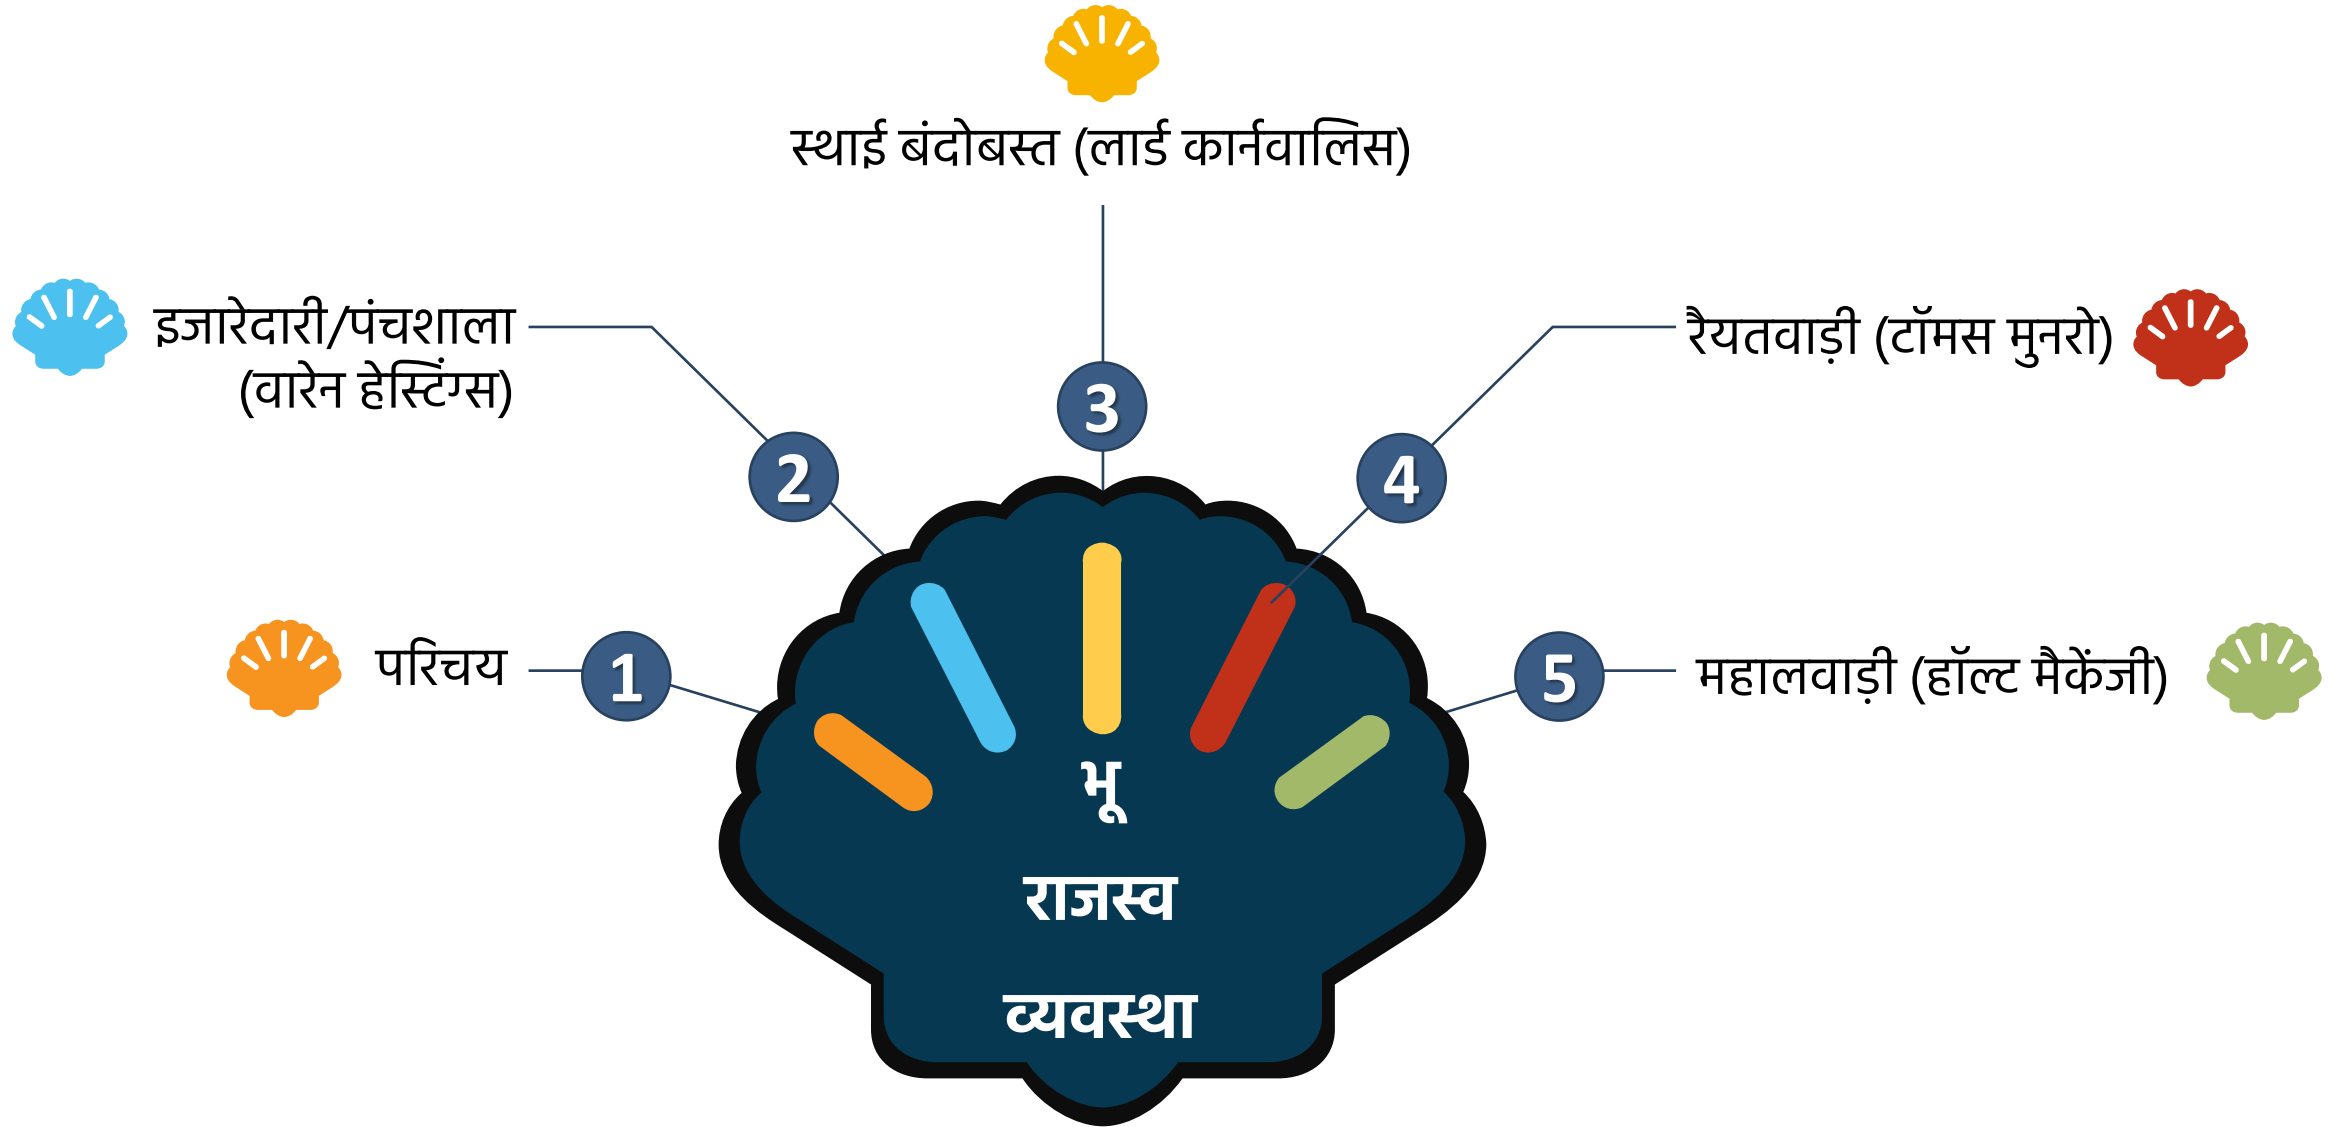 स्थाई बंदोबस्त (लार्ड कार्नवालिस)
इजारेदारी/पंचशाला
(वारेन हेस्टिंग्स)
रैयतवाड़ी (टॉमस मुनरो)
3
2
4
परिचय
1
5
महालवाड़ी (हॉल्ट मैकेंजी)
भू
राजस्व
व्यवस्था